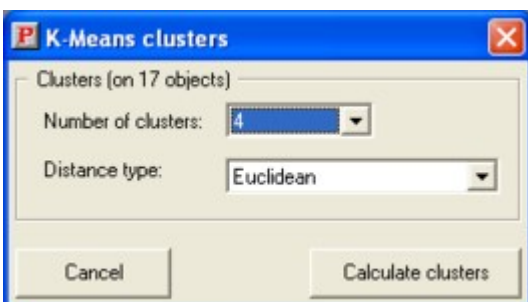 P K-Means clusters
Clusters (on 17 objects)
Number of clusters: 4
Distance type: Euclidean
Cancel Calculate clusters